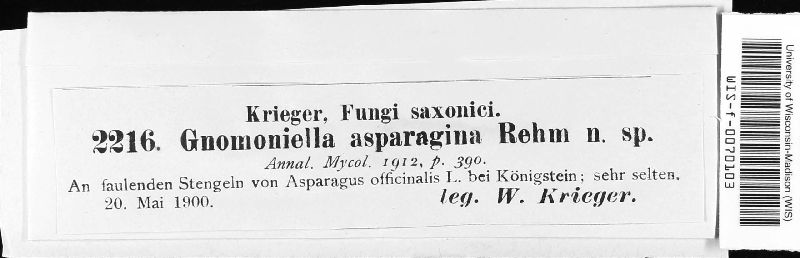 Krieger, Fungi saxonici.
2216. Gnomoniella asparagina Rehm n. sp.
Annal. Mycol. 1912, p. 390.
An faulenden Stengeln von Asparagus officinalis L. bei Königstein; sehr selten.
20. Mai 1900. leg. W. Krieger.
University of Wisconsin-Madison (WIS)
WIS-f-0070103